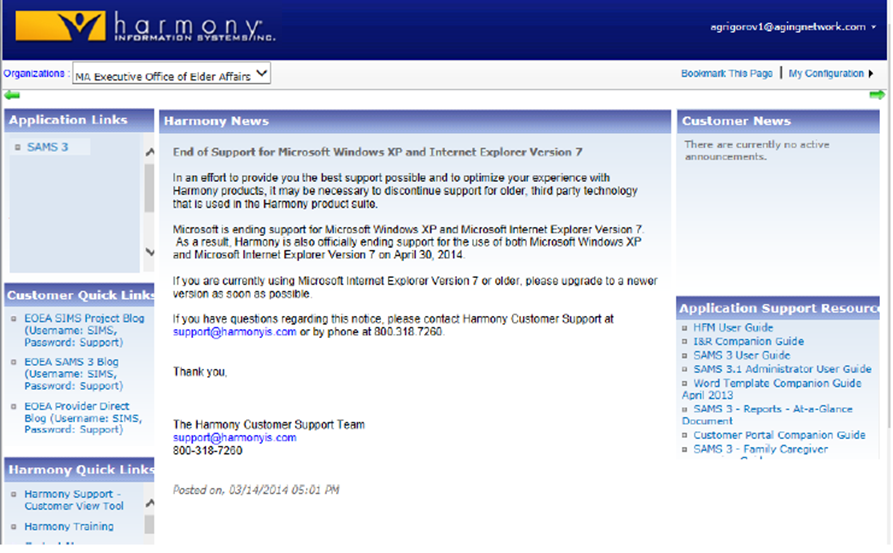 harmony
INFORMATION SYSTEMS/INC.
agrigorov1@agingnetwork.com
Organizations : MA Executive Office of Elder Affairs
Bookmark This Page | My Configuration
Application Links
SAMS 3
Customer Quick Links
EOEA SIMS Project Blog
(Username: SIMS,
Password: Support)
EOEA SAMS 3 Blog
(Username: SIMS,
Password: Support)
EOEA Provider Direct
Blog (Username: SIMS,
Password: Support)
Harmony Quick Links
Harmony Support -
Customer View Tool
Harmony Training
Harmony News
End of Support for Microsoft Windows XP and Internet Explorer Version 7
In an effort to provide you the best support possible and to optimize your experience with
Harmony products, it may be necessary to discontinue support for older, third party technology
that is used in the Harmony product suite.
Microsoft is ending support for Microsoft Windows XP and Microsoft Internet Explorer Version 7.
As a result, Harmony is also officially ending support for the use of both Microsoft Windows XP
and Microsoft Internet Explorer Version 7 on April 30, 2014.
If you are currently using Microsoft Internet Explorer Version 7 or older, please upgrade to a newer
version as soon as possible.
If you have questions regarding this notice, please contact Harmony Customer Support at
support@harmonyis.com or by phone at 800.318.7260.
Thank you,
The Harmony Customer Support Team
support@harmonyis.com
800-318-7260
Posted on, 03/14/2014 05:01 PM
Customer News
There are currently no active
announcements.
Application Support Resource
HFM User Guide
I&R Companion Guide
SAMS 3 User Guide
SAMS 3.1 Administrator User Guide
Word Template Companion Guide
April 2013
SAMS 3 - Reports - At-a-Glance
Document
Customer Portal Companion Guide
SAMS 3 - Family Caregiver